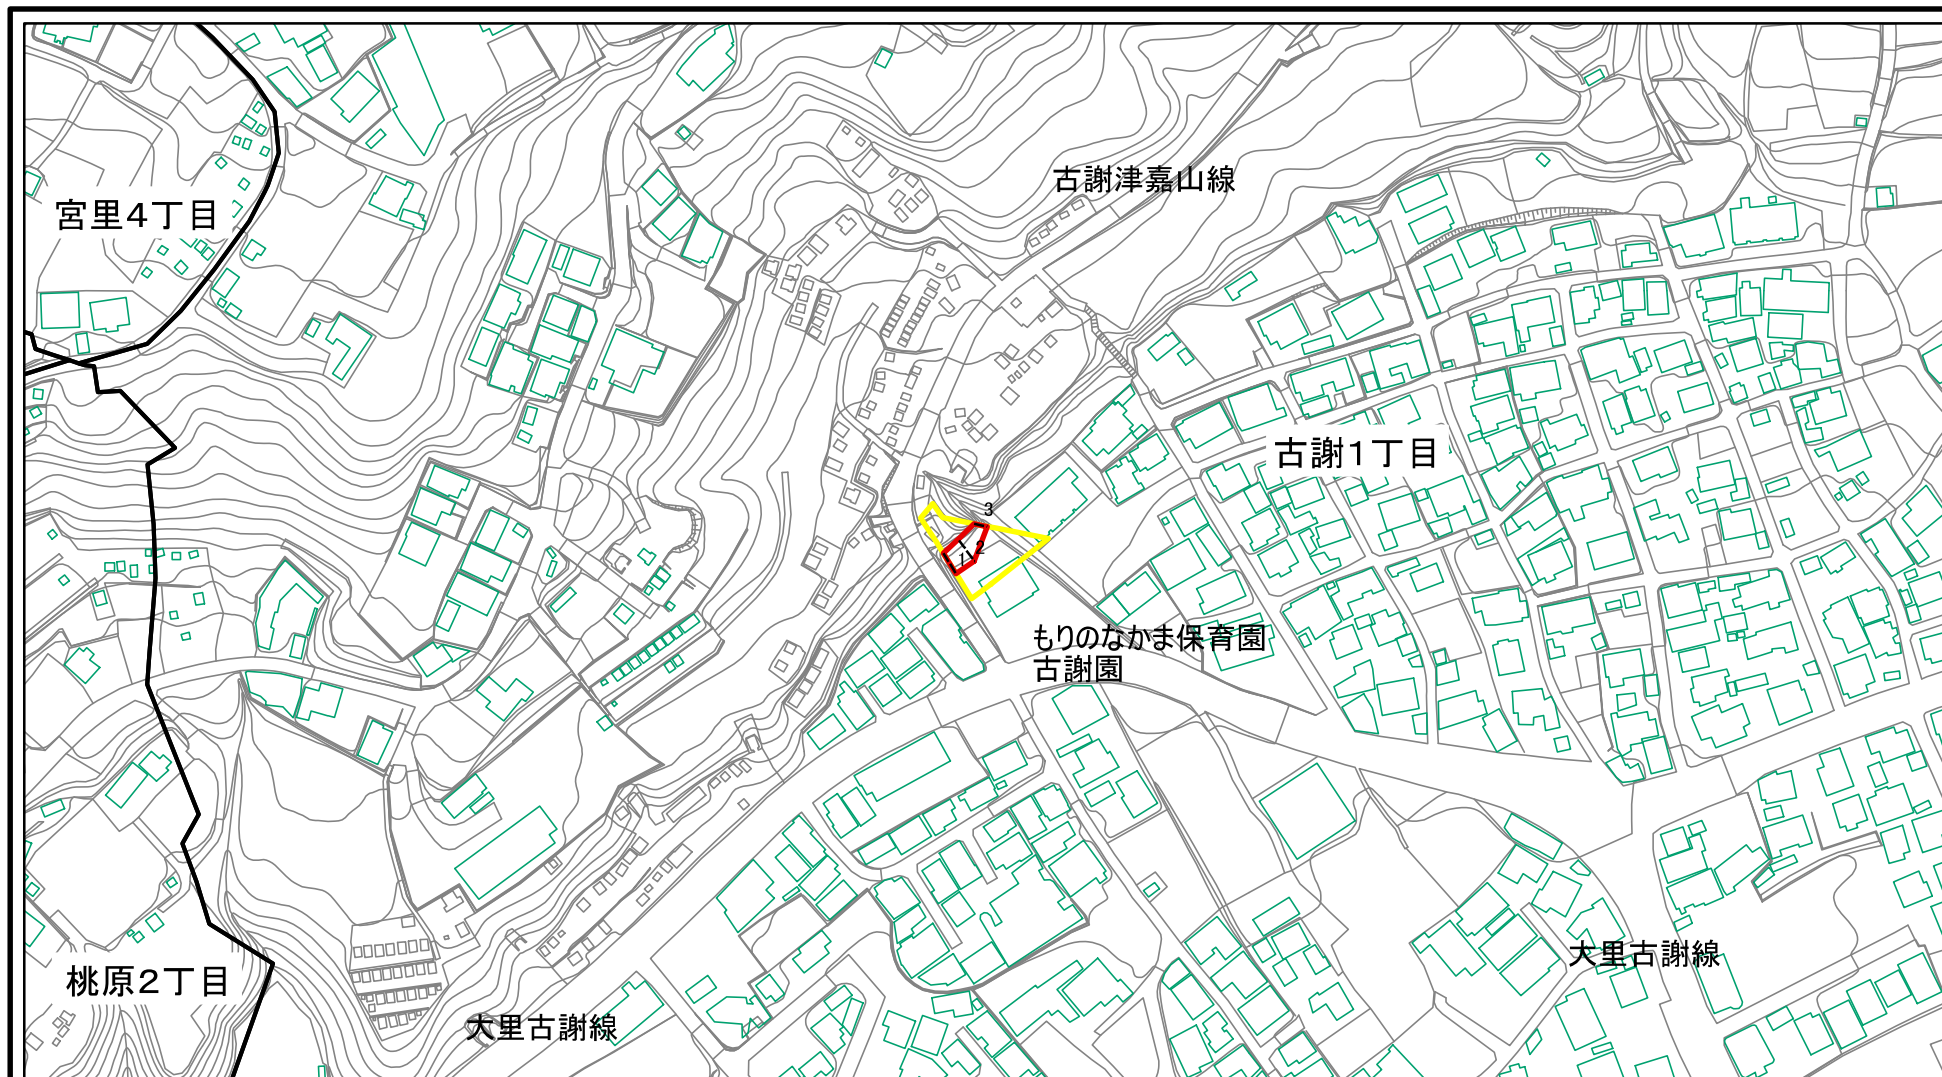 古謝津嘉山線
宮里4丁目
古謝1丁目
3
2
1
もりのなかま保育園
古謝園
大里古謝線
桃原2丁目
大里古謝線